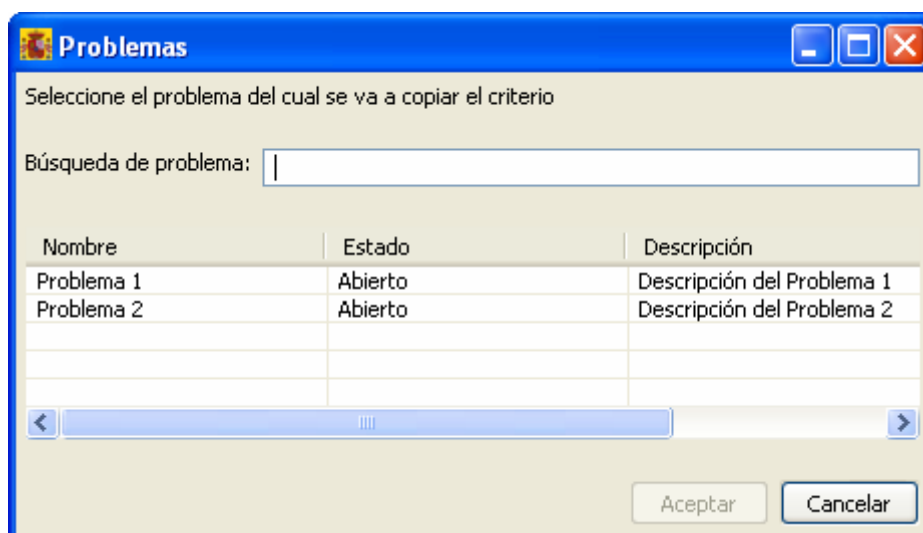 Problemas
Seleccione el problema del cual se va a copiar el criterio
Búsqueda de problema:
Nombre Estado Descripción
Problema 1 Abierto Descripción del Problema 1
Problema 2 Abierto Descripción del Problema 2
Aceptar Cancelar